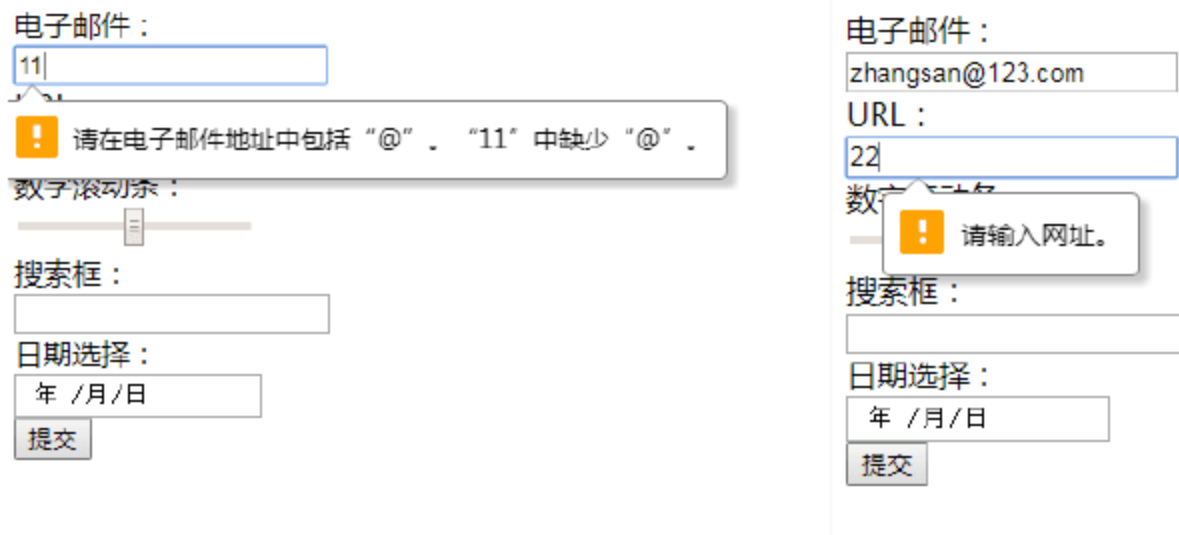 电子邮件：
11
请在电子邮件地址中包括“@”。“11”中缺少“@”。
数字滚动条：
搜索框：
日期选择：
年 /月/日
提交
电子邮件：
zhangsan@123.com
URL：
22
请输入网址。
搜索框：
日期选择：
年 /月/日
提交